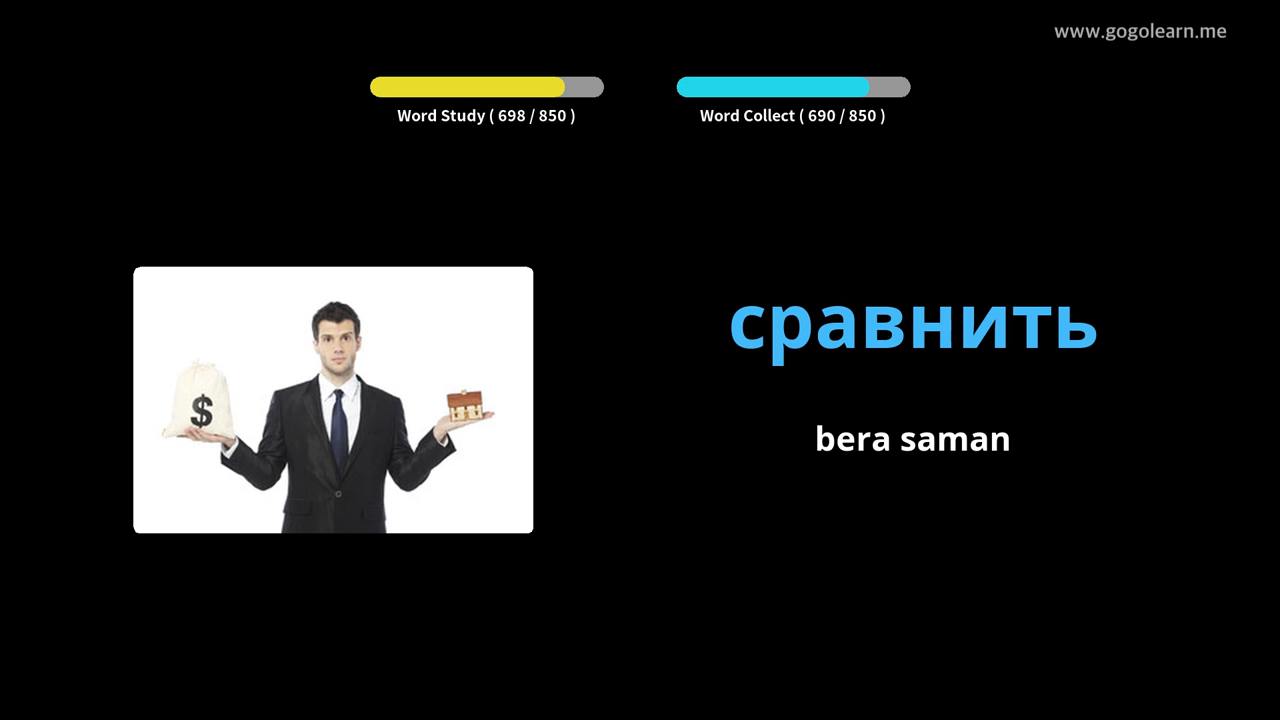 www.gogolearn.me
Word Study ( 698 / 850 )
Word Collect ( 690 / 850 )
$
сравнить
bera saman